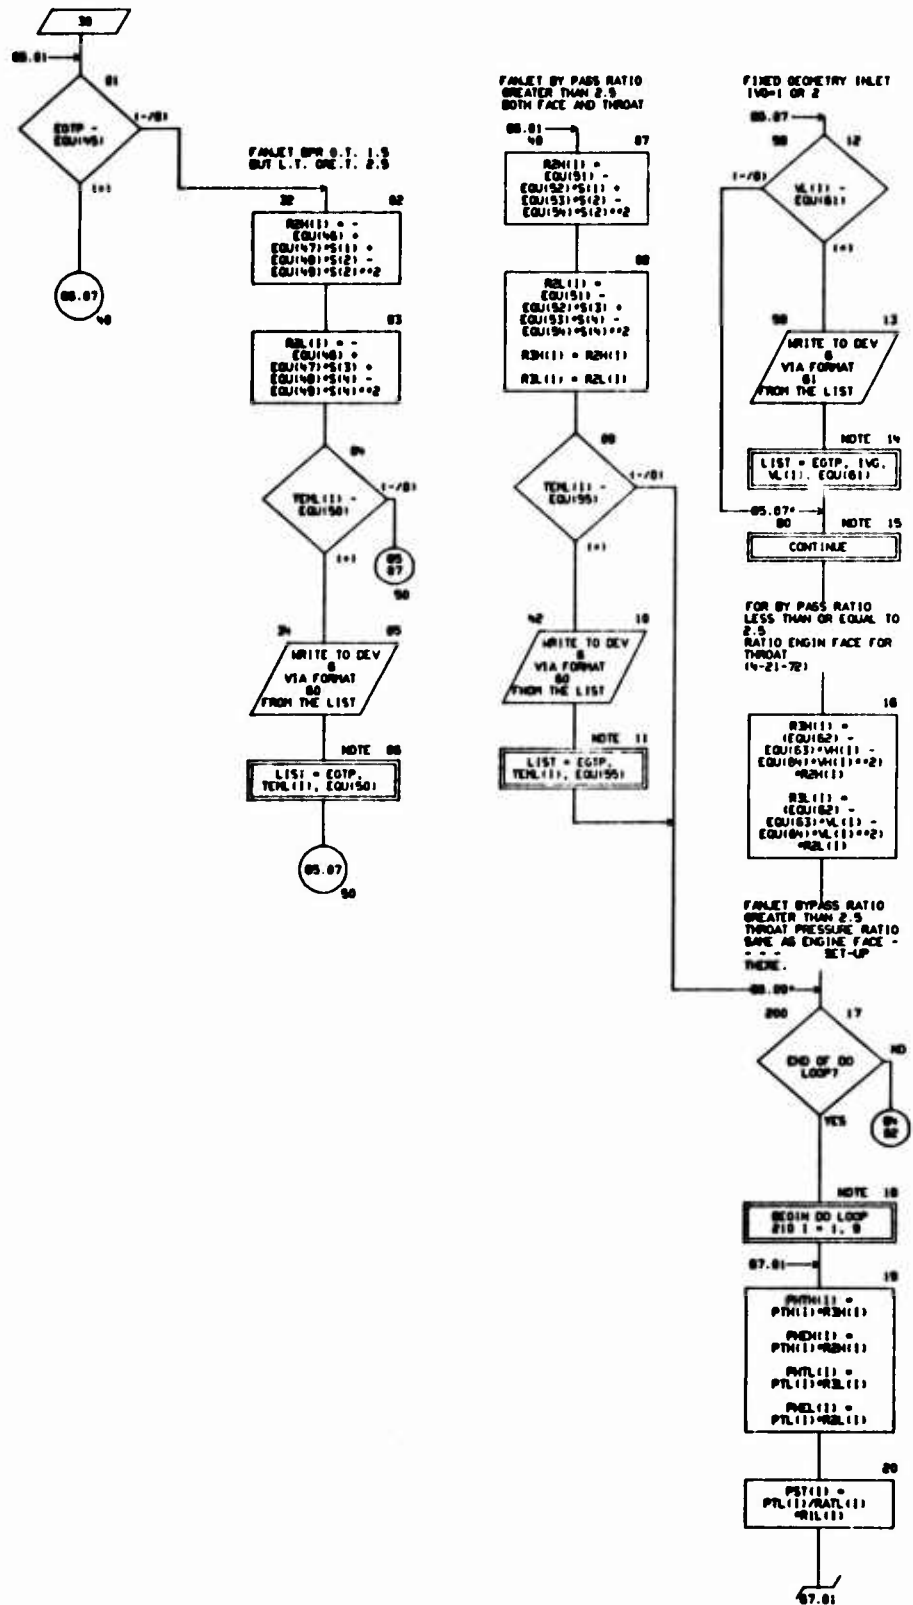 30
06.01
01
EGTP -
EQU(45)
(-/0)
(+)
06.07
40
FANJET BPR G.T. 1.5
BUT L.T. ORE.T. 2.5
32 02
R2H(I) = -
EQU(46) +
EQU(47)*S(1) +
EQU(48)*S(2) -
EQU(49)*S(2)**2
03
R2L(I) = -
EQU(46) +
EQU(47)*S(3) +
EQU(48)*S(4) -
EQU(49)*S(4)**2
04
TEML(I) -
EQU(50)
(-/0)
(+)
05
07
50
34 05
WRITE TO DEV
6
VIA FORMAT
60
FROM THE LIST
NOTE 06
LIST = EGTP,
TEML(I), EQU(50)
05.07
50
FANJET BY PASS RATIO
GREATER THAN 2.5
BOTH FACE AND THROAT
06.01
40 07
R2H(I) =
EQU(51) -
EQU(52)*S(1) +
EQU(53)*S(2) -
EQU(54)*S(2)**2
08
R2L(I) =
EQU(51) -
EQU(52)*S(3) +
EQU(53)*S(4) -
EQU(54)*S(4)**2
R3H(I) = R2H(I)
R3L(I) = R2L(I)
09
TEML(I) -
EQU(55)
(-/0)
(+)
42 10
WRITE TO DEV
6
VIA FORMAT
60
FROM THE LIST
NOTE 11
LIST = EGTP,
TEML(I), EQU(55)
FIXED GEOMETRY INLET
IVG=1 OR 2
05.07
50 12
(-/0)
VL(I) -
EQU(61)
(+)
13
WRITE TO DEV
6
VIA FORMAT
61
FROM THE LIST
NOTE 14
LIST = EGTP, IVG,
VL(I), EQU(61)
05.07*
80 NOTE 15
CONTINUE
FOR BY PASS RATIO
LESS THAN OR EQUAL TO
2.5
RATIO ENGIN FACE FOR
THROAT
(4-21-72)
16
R3H(I) =
(EQU(62) -
EQU(63)*VH(I) -
EQU(64)*VH(I)**2)
*R2H(I)
R3L(I) =
(EQU(62) -
EQU(63)*VL(I) -
EQU(64)*VL(I)**2)
*R2L(I)
FANJET BYPASS RATIO
GREATER THAN 2.5
THROAT PRESSURE RATIO
SAME AS ENGINE FACE -
- - - SET-UP
THERE.
06.09*
200 17
END OF DO
LOOP?
NO
04
02
YES
NOTE 18
BEGIN DO LOOP
210 I = 1, 9
07.01
19
PHTH(I) =
PTH(I)*R3H(I)
PHEH(I) =
PTH(I)*R2H(I)
PHTL(I) =
PTL(I)*R3L(I)
PHEL(I) =
PTL(I)*R2L(I)
20
PST(I) =
PTL(I)/RATL(I)
*R1L(I)
07.01